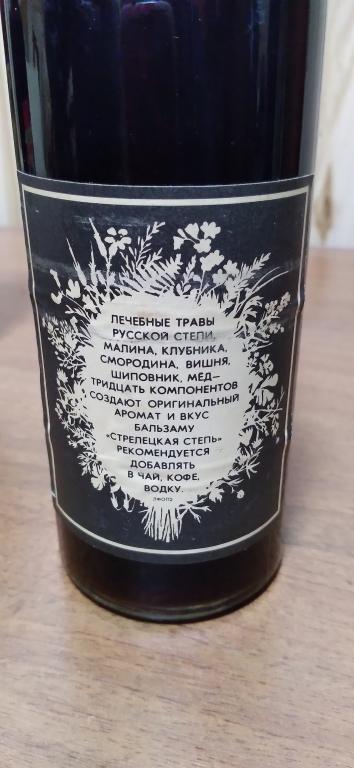 ЛЕЧЕБНЫЕ ТРАВЫ
РУССКОЙ СТЕПИ,
МАЛИНА, КЛУБНИКА,
СМОРОДИНА, ВИШНЯ,
ШИПОВНИК, МЕД—
ТРИДЦАТЬ КОМПОНЕНТОВ
СОЗДАЮТ ОРИГИНАЛЬНЫЙ
АРОМАТ И ВКУС
БАЛЬЗАМУ
«СТРЕЛЕЦКАЯ СТЕПЬ»
РЕКОМЕНДУЕТСЯ
ДОБАВЛЯТЬ
В ЧАЙ, КОФЕ,
ВОДКУ.